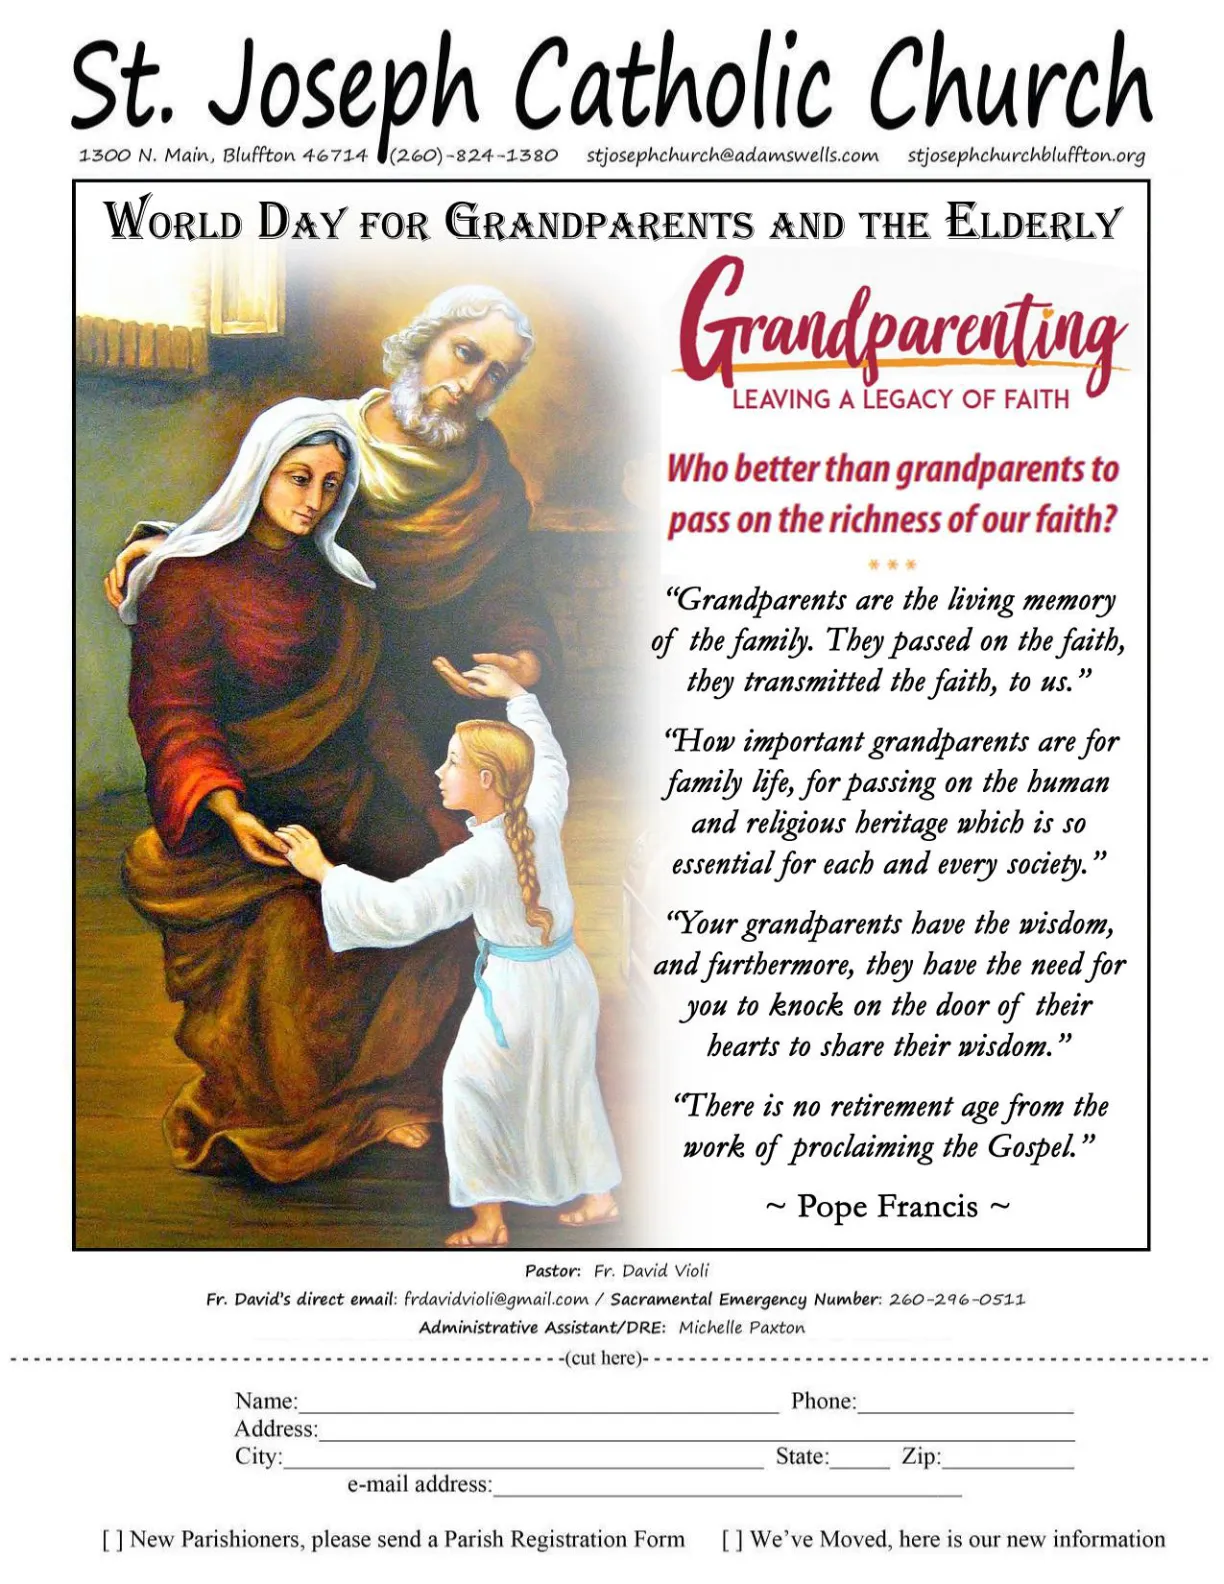 St. Joseph Catholic Church
1300 N. Main, Bluffton 46714 (260)-824-1380 stjosephchurch@adamswells.com stjosephchurchbluffton.org
World Day for Grandparents and the Elderly
Grandparenting
LEAVING A LEGACY OF FAITH
Who better than grandparents to
pass on the richness of our faith?
* * *
“Grandparents are the living memory
of the family. They passed on the faith,
they transmitted the faith, to us.”
“How important grandparents are for
family life, for passing on the human
and religious heritage which is so
essential for each and every society.”
“Your grandparents have the wisdom,
and furthermore, they have the need for
you to knock on the door of their
hearts to share their wisdom.”
“There is no retirement age from the
work of proclaiming the Gospel.”
~ Pope Francis ~
Pastor: Fr. David Violi
Fr. David's direct email: frdavidvioli@gmail.com / Sacramental Emergency Number: 260-296-0511
Administrative Assistant/DRE: Michelle Paxton
-(cut here)-
Name:________ Phone:________
Address:________
City:________ State:_____ Zip:________
e-mail address:________
[ ] New Parishioners, please send a Parish Registration Form [ ] We’ve Moved, here is our new information